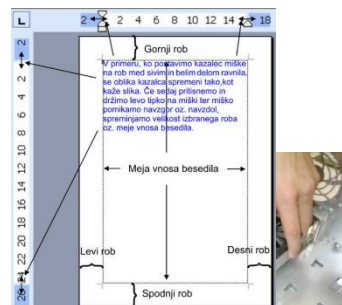 L 2 2 4 6 8 10 12 14 18
Gornji rob
V primeru, ko postavimo kazalec miške
na rob med sivim in belim delom ravnila,
se oblika kazalca spremeni tako,kot
kaže slika. Če sedaj pritisnemo in
držimo levo tipko na miški ter miško
pomikamo navzgor oz. navzdol,
spreminjamo velikost izbranega roba
oz. meje vnosa besedila.
Meja vnosa besedila
Levi rob
Desni rob
Spodnji rob
2
2
4
6
8
10
12
14
16
18
20
22
24
26